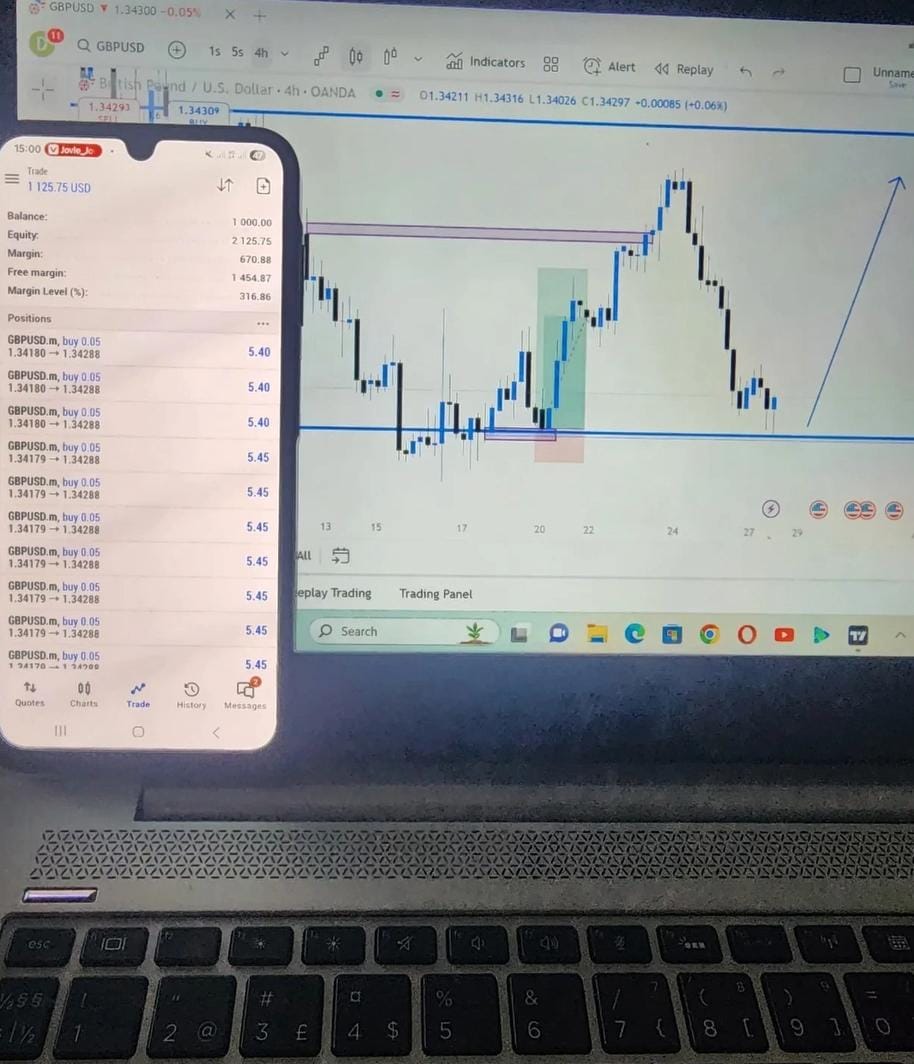 GBPUSD ▼ 1.34300 -0.05% × +
D 11 GBPUSD 1s 5s 4h Indicators Alert Replay Unname
Save
British Pound / U.S. Dollar · 4h · OANDA O1.34211 H1.34316 L1.34026 C1.34297 +0.00085 (+0.06%)
1.34293 1.34309
SELL BUY
15:00 Jovie_Jo 47
Trade
1 125.75 USD
Balance: 1 000.00
Equity: 2 125.75
Margin: 670.88
Free margin: 1 454.87
Margin Level (%): 316.86
Positions ...
GBPUSD.m, buy 0.05
1.34180 → 1.34288 5.40
GBPUSD.m, buy 0.05
1.34180 → 1.34288 5.40
GBPUSD.m, buy 0.05
1.34180 → 1.34288 5.40
GBPUSD.m, buy 0.05
1.34179 → 1.34288 5.45
GBPUSD.m, buy 0.05
1.34179 → 1.34288 5.45
GBPUSD.m, buy 0.05
1.34179 → 1.34288 5.45
GBPUSD.m, buy 0.05
1.34179 → 1.34288 5.45
GBPUSD.m, buy 0.05
1.34179 → 1.34288 5.45
GBPUSD.m, buy 0.05
1.34179 → 1.34288 5.45
GBPUSD.m, buy 0.05
1.34179 → 1.34288 5.45
2
Quotes Charts Trade History Messages
13 15 17 20 22 24 27 29
All
eplay Trading Trading Panel
Search
esc
½ § 1 ! 2 " @ 3 # £ 4 ¤ $ 5 % 6 & 7 / { 8 ( [ 9 ) ] 0 =